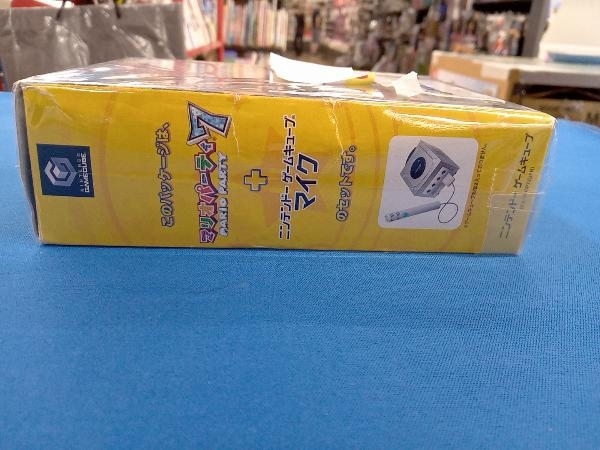 NINTENDO
GAMECUBE
このパッケージは、
マリオパーティ7
MARIO PARTY
＋
ニンテンドーゲームキューブ
マイク
のセットです。
ニンテンドー ゲームキューブ